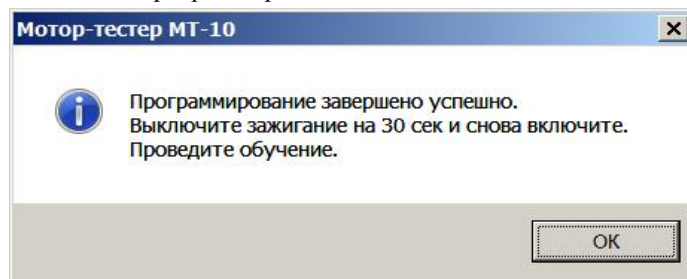 Мотор-тестер МТ-10
Программирование завершено успешно.
Выключите зажигание на 30 сек и снова включите.
Проведите обучение.
OK